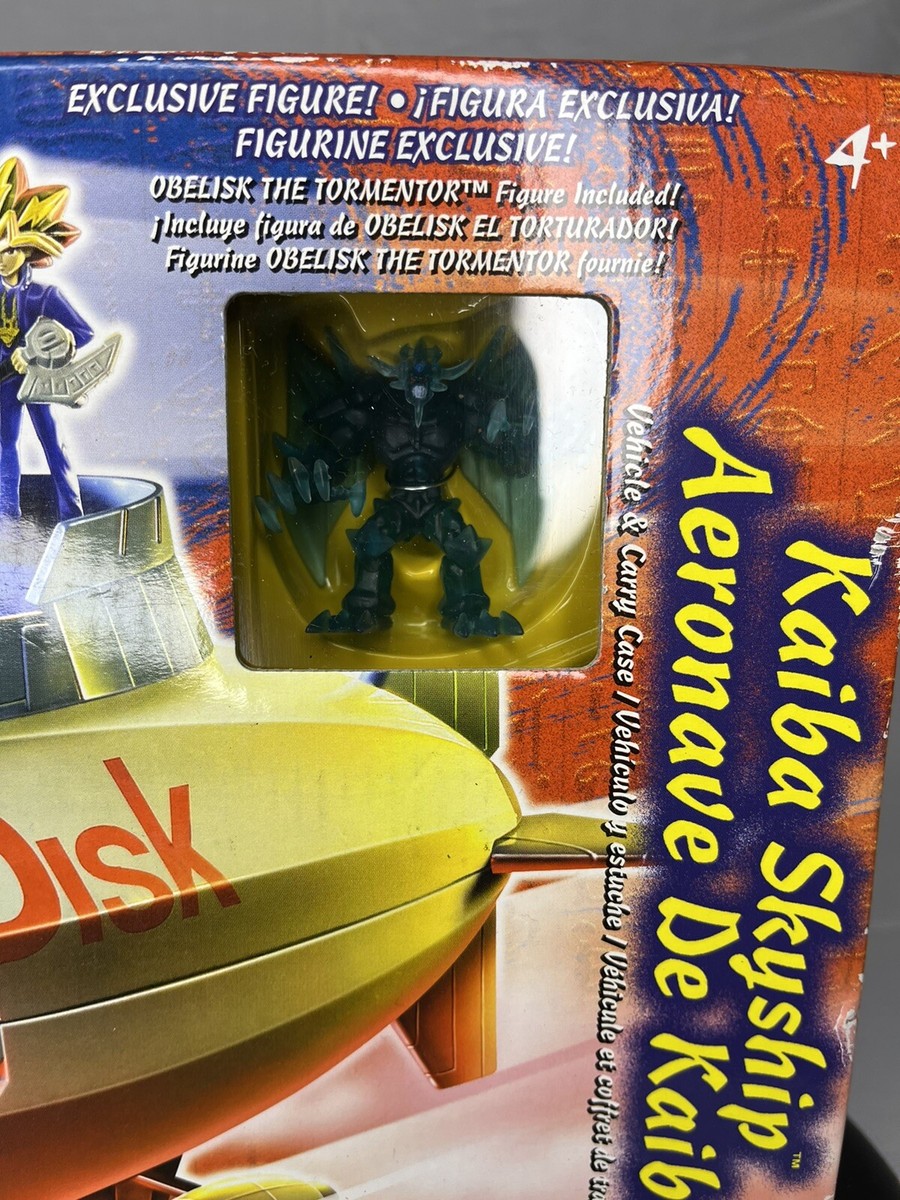 EXCLUSIVE FIGURE! • ¡FIGURA EXCLUSIVA!
FIGURINE EXCLUSIVE!
4+
OBELISK THE TORMENTOR™ Figure Included!
¡Incluye figura de OBELISK EL TORTURADOR!
Figurine OBELISK THE TORMENTOR fournie!
Kaiba Skyship™
Aeronave De Kaib
Vehicle & Carry Case / Vehículo y estuche / Véhicule et coffret de
Disk